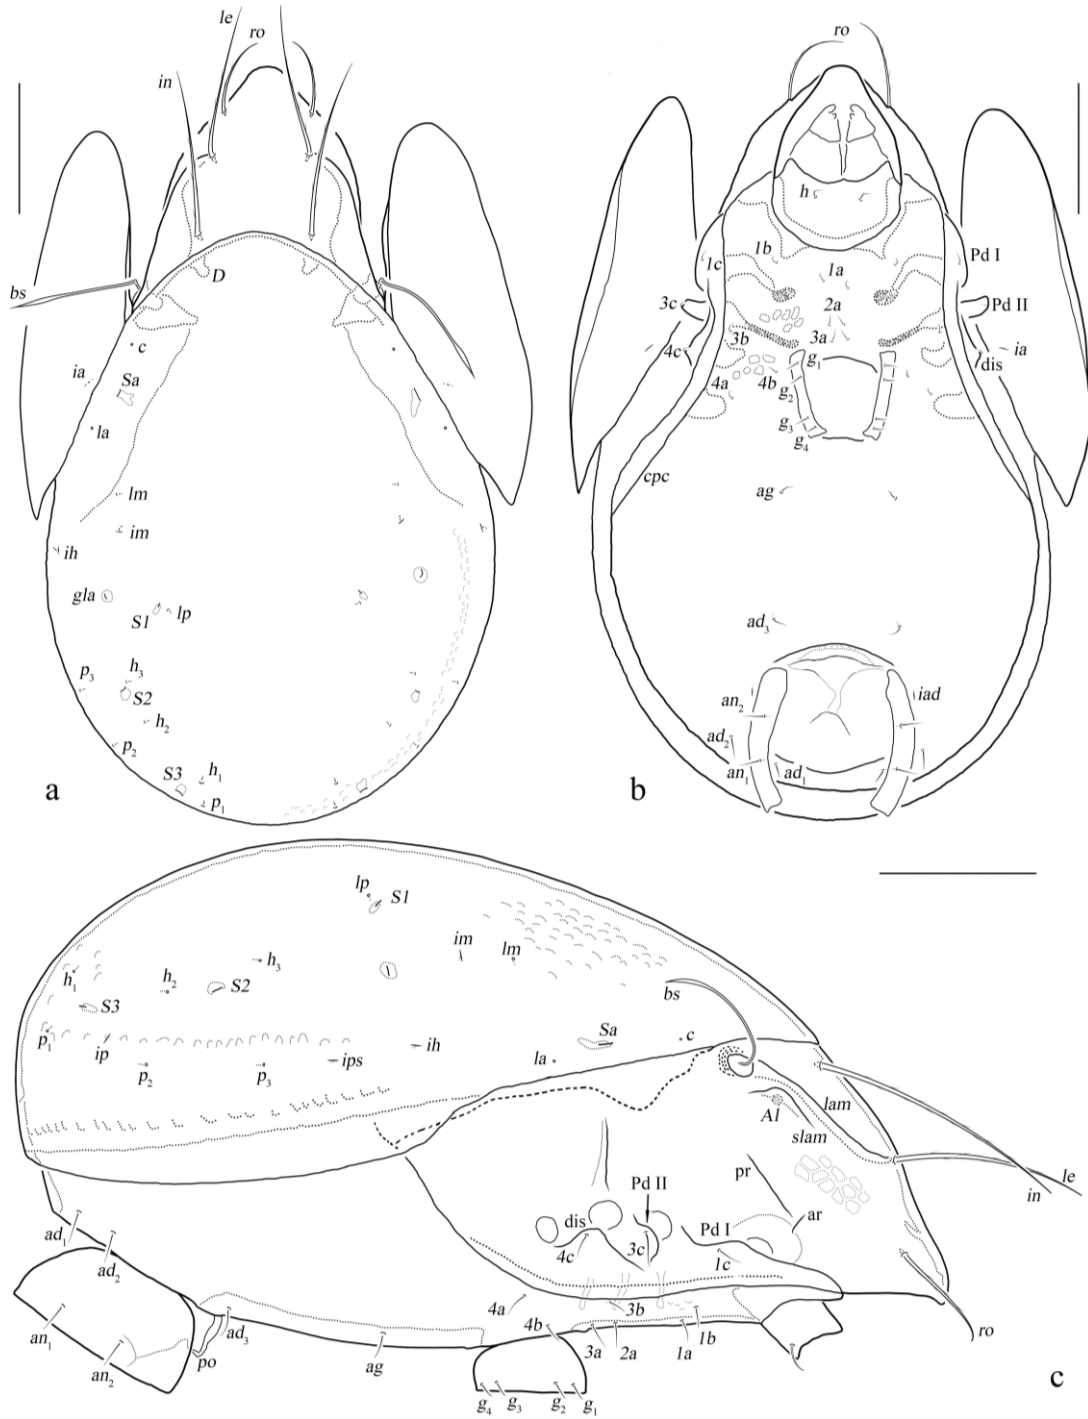 le
ro
in
D
bs
c
ia
Sa
la
lm
im
ih
gla
S1
lp
p3
h3
S2
h2
p2
S3
h1
p1
a
ro
h
1b
1c
1a
Pd I
3c
2a
Pd II
3b
3a
ia
4c
g1
dis
4a
4b
g2
g3
g4
cpc
ag
ad3
an2
iad
ad2
an1
ad1
b
lp
S1
im
lm
h3
h1
h2
S2
bs
S3
Sa
c
p1
ip
ih
la
p2
p3
ips
lam
A1
slam
Pd II
pr
le
in
dis
Pd I
ar
4c
3c
1c
ad1
ad2
4a
3b
4b
1b
ro
an1
ad3
3a
2a
1a
po
ag
an2
c
g4
g3
g2
g1